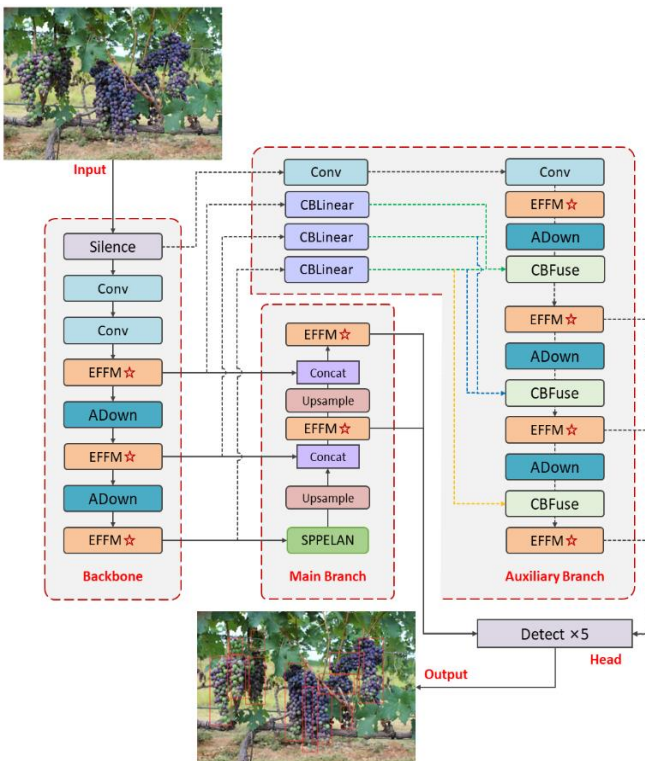 Input
Silence
Conv
Conv
EFFM☆
ADown
EFFM☆
ADown
EFFM☆
Backbone
EFFM☆
Concat
Upsample
EFFM☆
Concat
Upsample
SPPELAN
Main Branch
Conv
CBLinear
CBLinear
CBLinear
Conv
EFFM☆
ADown
CBFuse
EFFM☆
ADown
CBFuse
EFFM☆
ADown
CBFuse
EFFM☆
Auxiliary Branch
Detect ×5
Head
Output